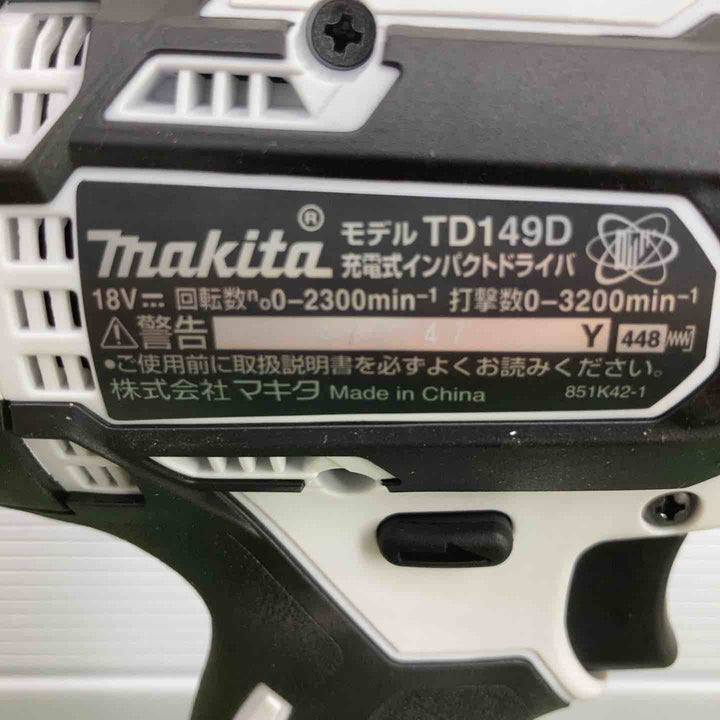 makita® モデル TD149D
充電式インパクトドライバ
18V⎓ 回転数n₀0-2300min⁻¹ 打撃数0-3200min⁻¹
⚠警告 Y 448
•ご使用前に取扱説明書を必ずよくお読みください。
株式会社マキタ Made in China 851K42-1